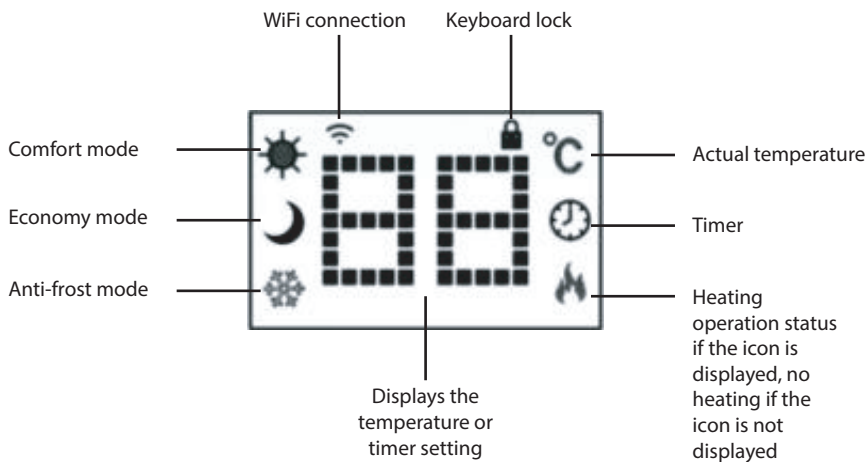 WiFi connection
Keyboard lock
Comfort mode
Economy mode
Anti-frost mode
88
°C
Actual temperature
Timer
Heating
operation status
if the icon is
displayed, no
heating if the
icon is not
displayed
Displays the
temperature or
timer setting